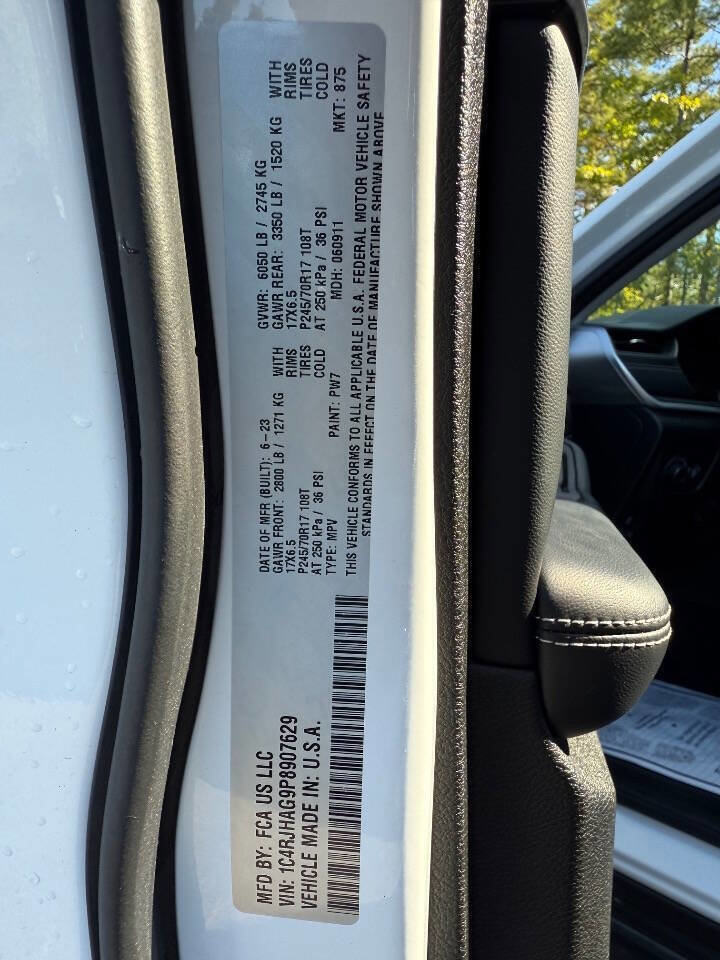 MFD BY: FCA US LLC
VIN: 1C4RJHAG9P8907629
VEHICLE MADE IN: U.S.A.
DATE OF MFR (BUILT): 6-23
GAWR FRONT: 2800 LB / 1271 KG WITH
17X6.5 RIMS
P245/70R17 108T TIRES
AT 250 kPa / 36 PSI COLD
TYPE: MPV PAINT: PW7
GVWR: 6050 LB / 2745 KG
GAWR REAR: 3350 LB / 1520 KG WITH
17X6.5 RIMS
P245/70R17 108T TIRES
AT 250 kPa / 36 PSI COLD
MDH: 060911 MKT: 875
THIS VEHICLE CONFORMS TO ALL APPLICABLE U.S.A. FEDERAL MOTOR VEHICLE SAFETY
STANDARDS IN EFFECT ON THE DATE OF MANUFACTURE SHOWN ABOVE